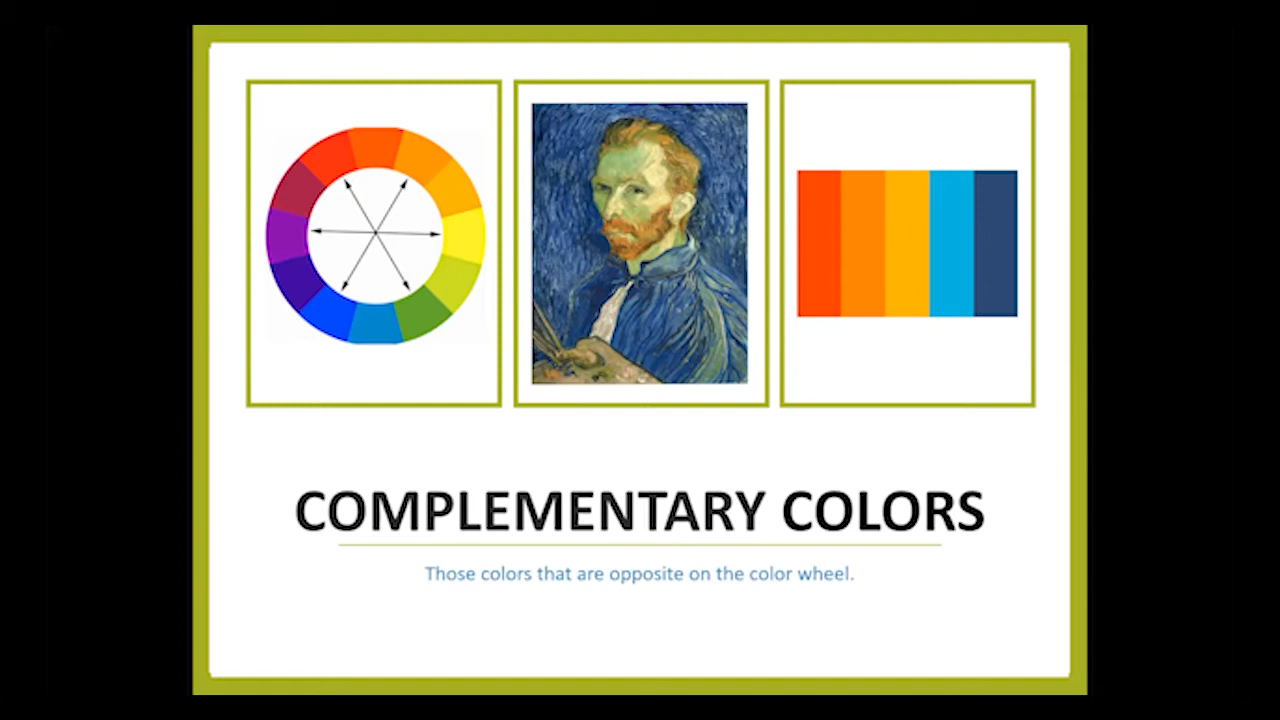 COMPLEMENTARY COLORS
Those colors that are opposite on the color wheel.